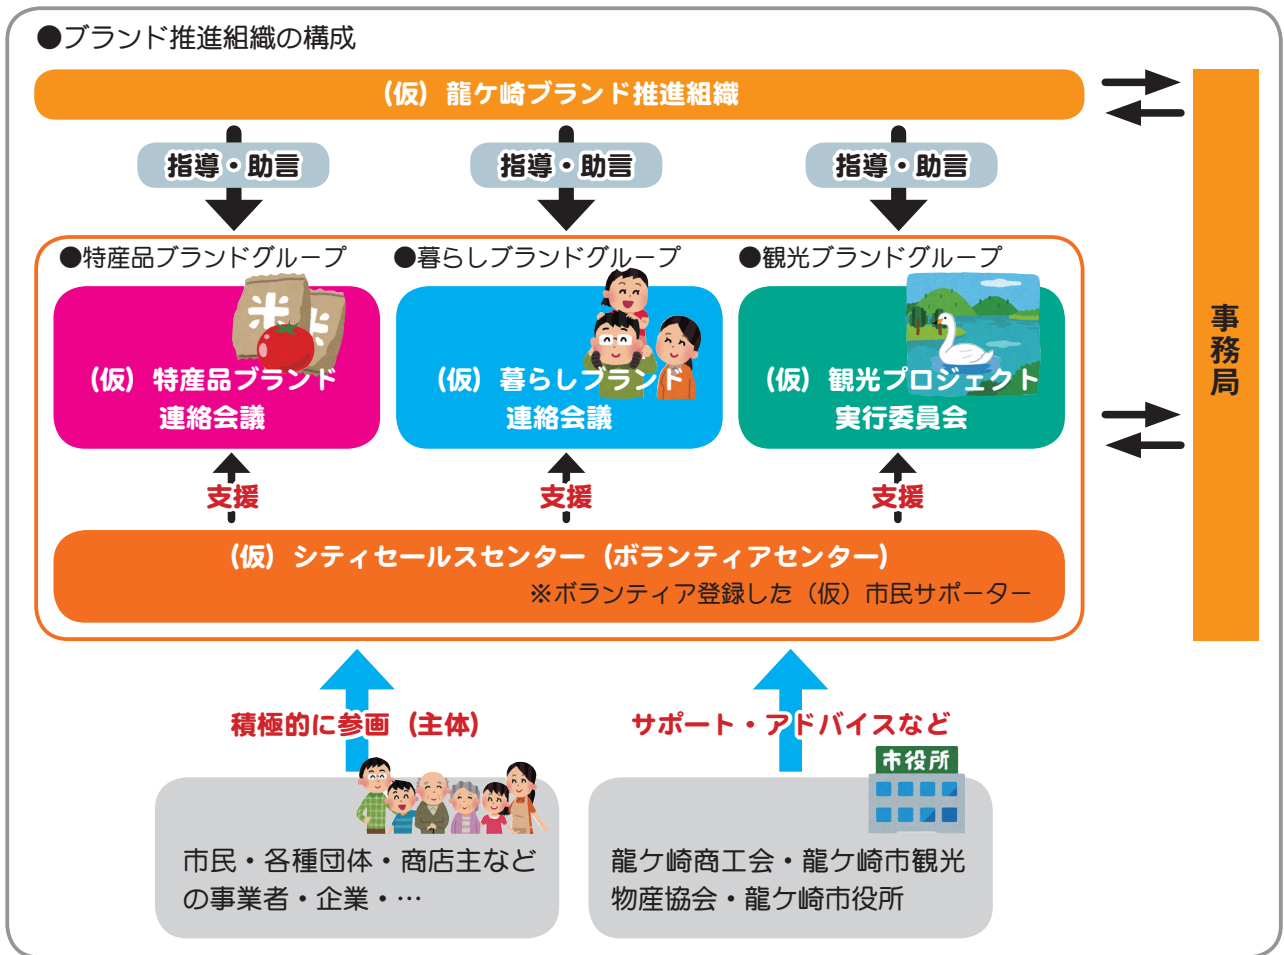 ●ブランド推進組織の構成
(仮) 龍ケ崎ブランド推進組織
指導・助言
指導・助言
指導・助言
●特産品ブランドグループ
●暮らしブランドグループ
●観光ブランドグループ
米
米
(仮) 特産品ブランド
連絡会議
(仮) 暮らしブランド
連絡会議
(仮) 観光プロジェクト
実行委員会
支援
支援
支援
(仮) シティセールスセンター (ボランティアセンター)
※ボランティア登録した（仮）市民サポーター
事務局
積極的に参画 (主体)
サポート・アドバイスなど
市役所
市民・各種団体・商店主など
の事業者・企業・…
龍ケ崎商工会・龍ケ崎市観光
物産協会・龍ケ崎市役所